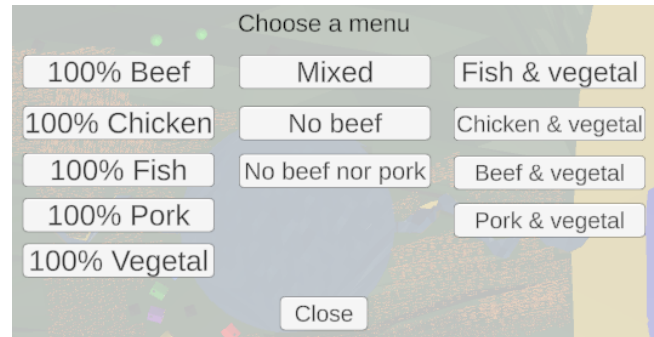 Choose a menu
100% Beef
100% Chicken
100% Fish
100% Pork
100% Vegetal
Mixed
No beef
No beef nor pork
Fish & vegetal
Chicken & vegetal
Beef & vegetal
Pork & vegetal
Close